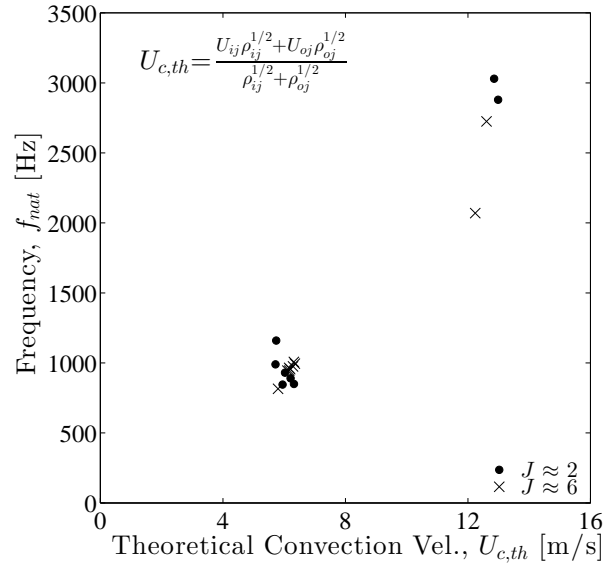 3500
3000
2500
2000
1500
1000
500
0
Frequency, f_{nat} [Hz]
U_{c,th}=\frac{U_{ij}\rho_{ij}^{1/2}+U_{oj}\rho_{oj}^{1/2}}{\rho_{ij}^{1/2}+\rho_{oj}^{1/2}}
J ≈ 2
J ≈ 6
0 4 8 12 16
Theoretical Convection Vel., U_{c,th} [m/s]